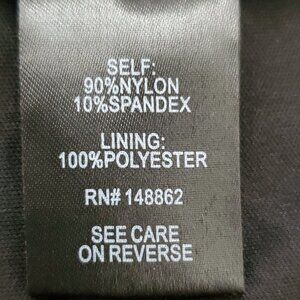 SELF:
90%NYLON
10%SPANDEX
LINING:
100%POLYESTER
RN# 148862
SEE CARE
ON REVERSE